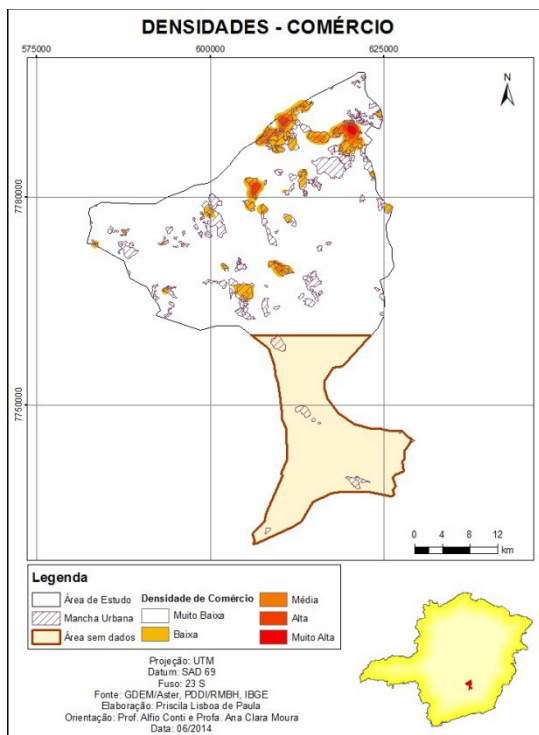 DENSIDADES - COMÉRCIO
575000 600000 625000
N
7780000
7750000
0 2 4 8 12
km
Legenda
Área de Estudo
Mancha Urbana
Área sem dados
Densidade de Comércio
Muito Baixa
Baixa
Média
Alta
Muito Alta
Projeção: UTM
Datum: SAD 69
Fuso: 23 S
Fonte: GDEM/Aster, PDDI/RMBH, IBGE
Elaboração: Priscila Lisboa de Paula
Orientação: Prof. Alfio Conti e Profa. Ana Clara Moura
Data: 06/2014